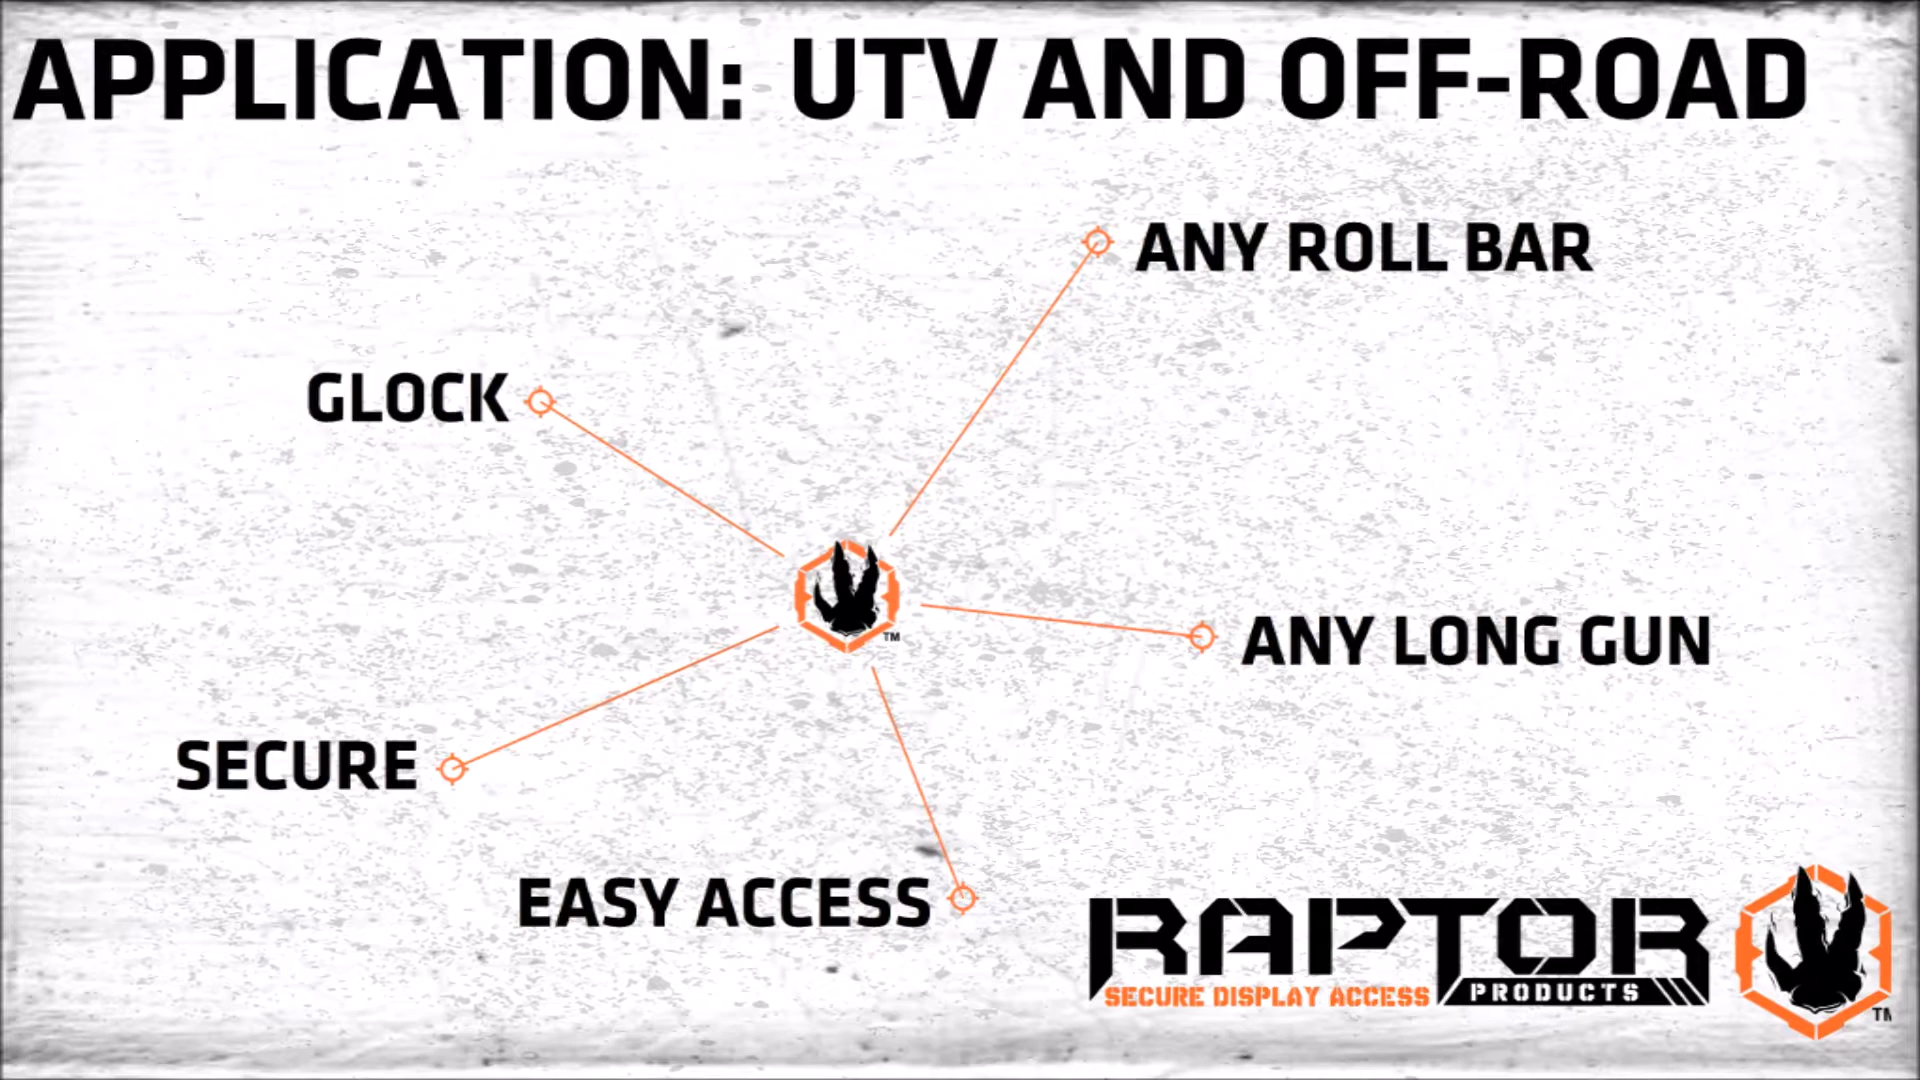 APPLICATION: UTV AND OFF-ROAD
ANY ROLL BAR
GLOCK
TM
ANY LONG GUN
SECURE
EASY ACCESS
RAPTOR
SECURE DISPLAY ACCESS
PRODUCTS
TM